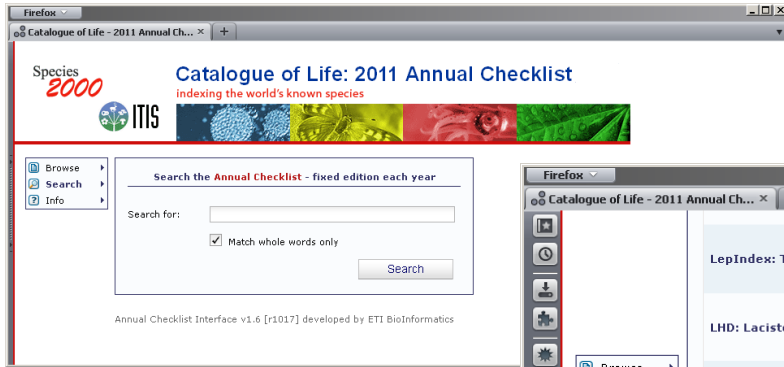 Firefox
Catalogue of Life - 2011 Annual Ch... ×
Species
2000
ITIS
Catalogue of Life: 2011 Annual Checklist
indexing the world's known species
Browse
Search
Info
Search the Annual Checklist - fixed edition each year
Search for:
Match whole words only
Search
Annual Checklist Interface v1.6 [r1017] developed by ETI BioInformatics
Firefox
Catalogue of Life - 2011 Annual Ch... ×
LepIndex: T
LHD: Laciste
Browse